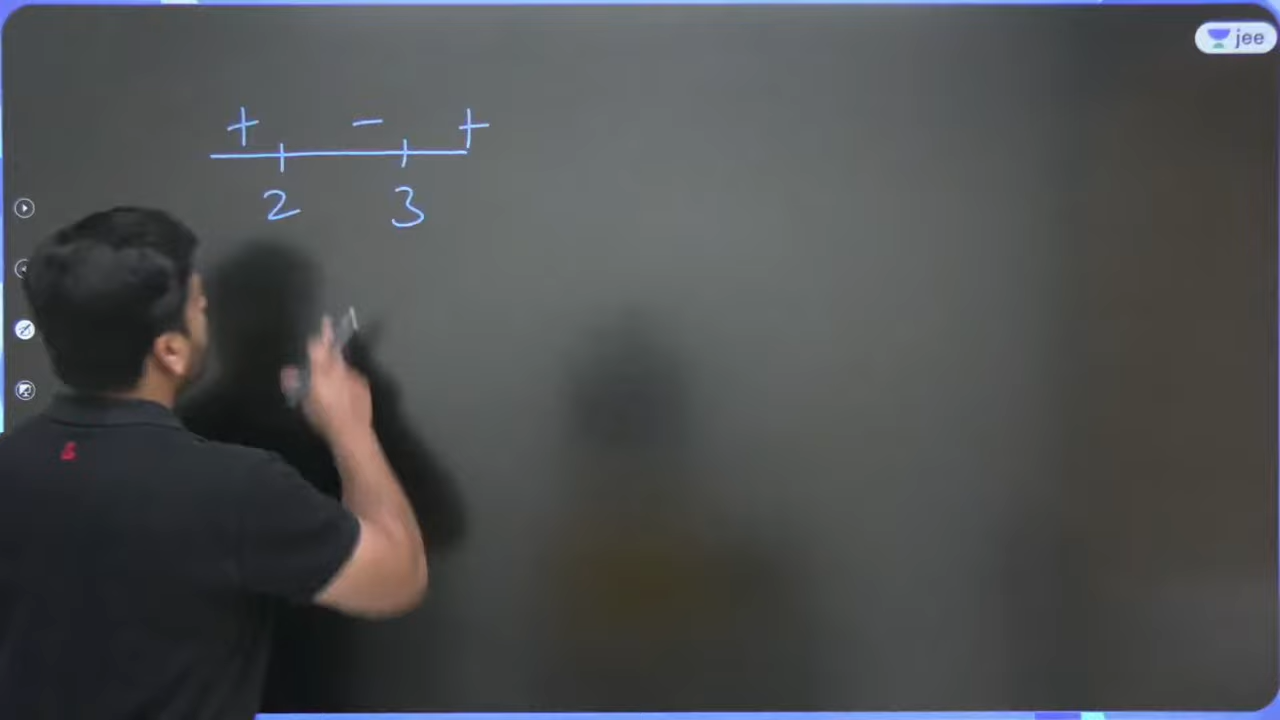 jee
+ - +
2 3